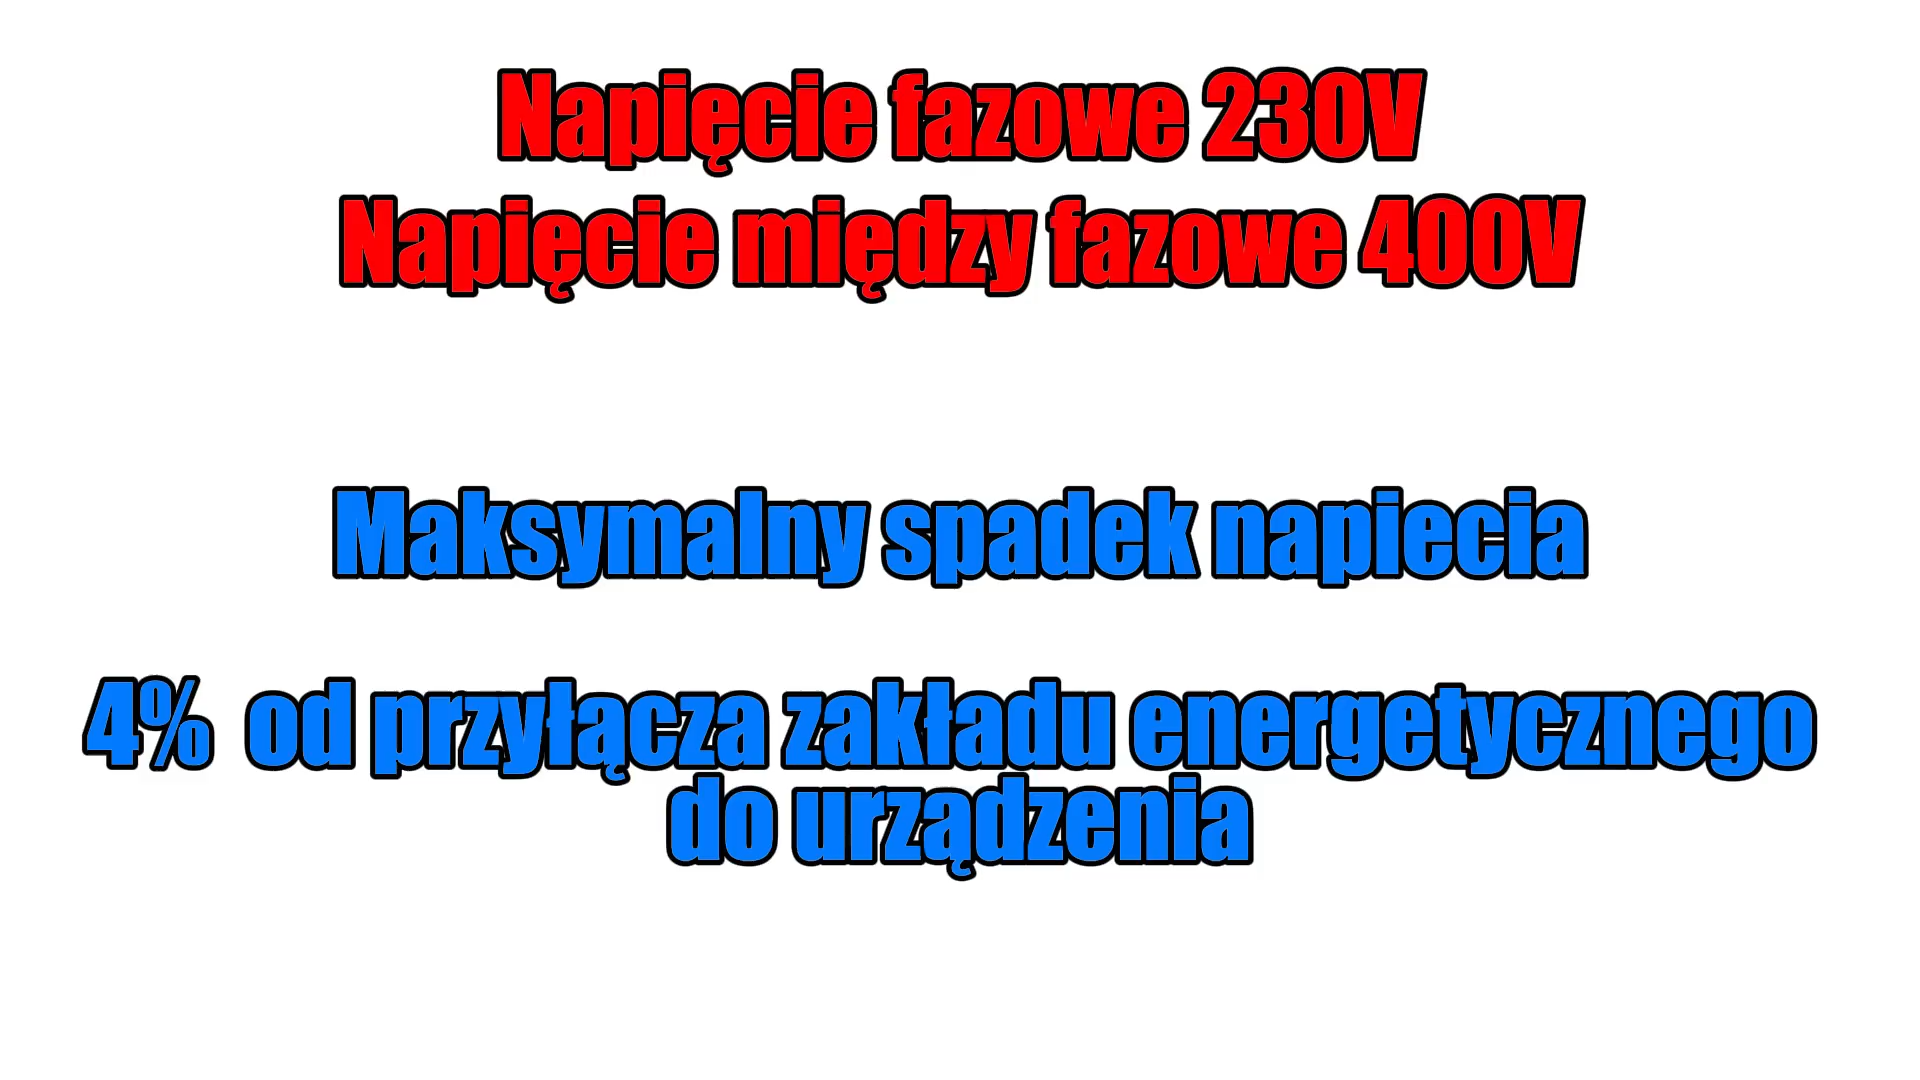 Napięcie fazowe 230V
Napięcie między fazowe 400V
Maksymalny spadek napiecia
4% od przyłącza zakładu energetycznego
do urządzenia